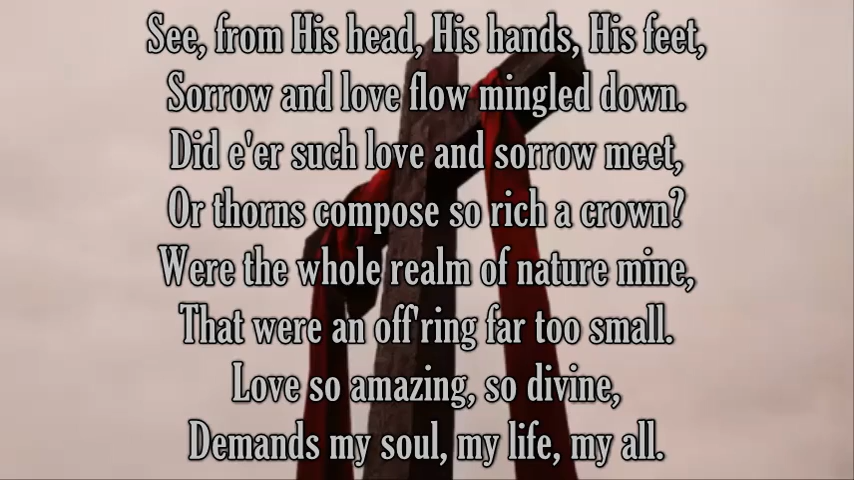 See, from His head, His hands, His feet,
Sorrow and love flow mingled down.
Did e'er such love and sorrow meet,
Or thorns compose so rich a crown?
Were the whole realm of nature mine,
That were an off'ring far too small.
Love so amazing, so divine,
Demands my soul, my life, my all.